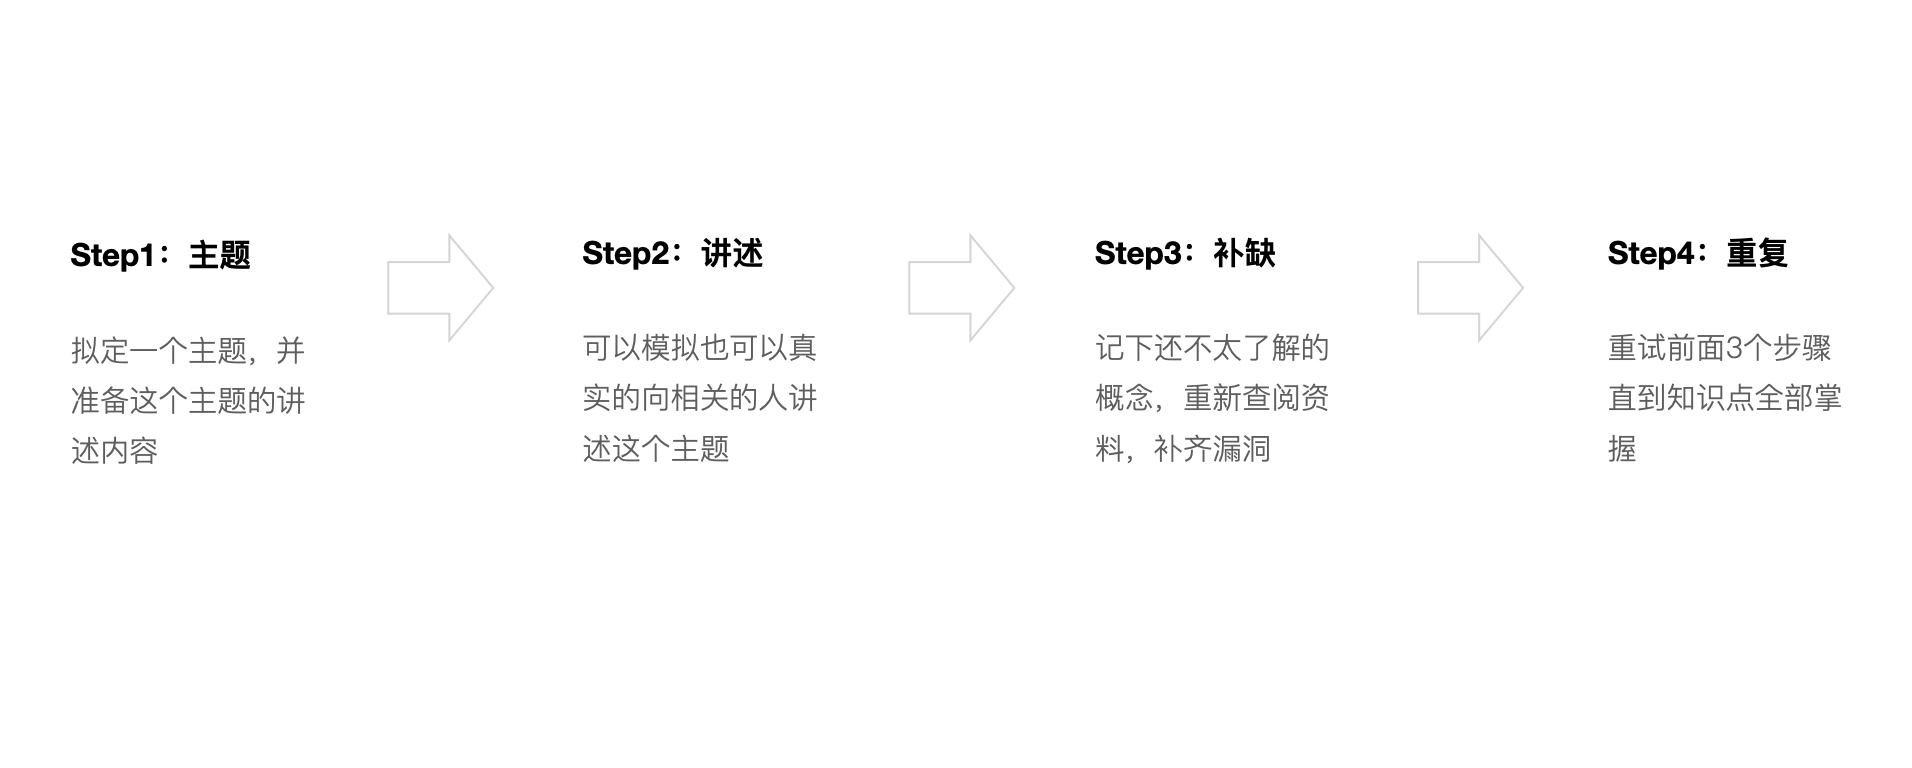 Step1：主题
拟定一个主题，并
准备这个主题的讲
述内容
Step2：讲述
可以模拟也可以真
实的向相关的人讲
述这个主题
Step3：补缺
记下还不太了解的
概念，重新查阅资
料，补齐漏洞
Step4：重复
重试前面3个步骤
直到知识点全部掌
握